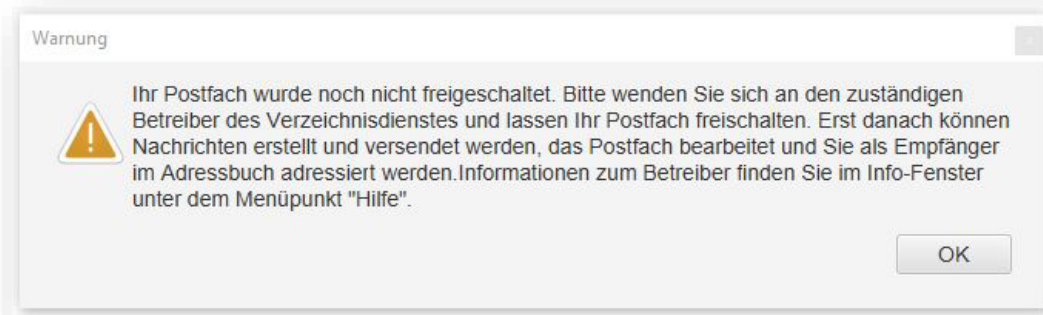 Warnung
Ihr Postfach wurde noch nicht freigeschaltet. Bitte wenden Sie sich an den zuständigen
Betreiber des Verzeichnisdienstes und lassen Ihr Postfach freischalten. Erst danach können
Nachrichten erstellt und versendet werden, das Postfach bearbeitet und Sie als Empfänger
im Adressbuch adressiert werden.Informationen zum Betreiber finden Sie im Info-Fenster
unter dem Menüpunkt "Hilfe".
OK